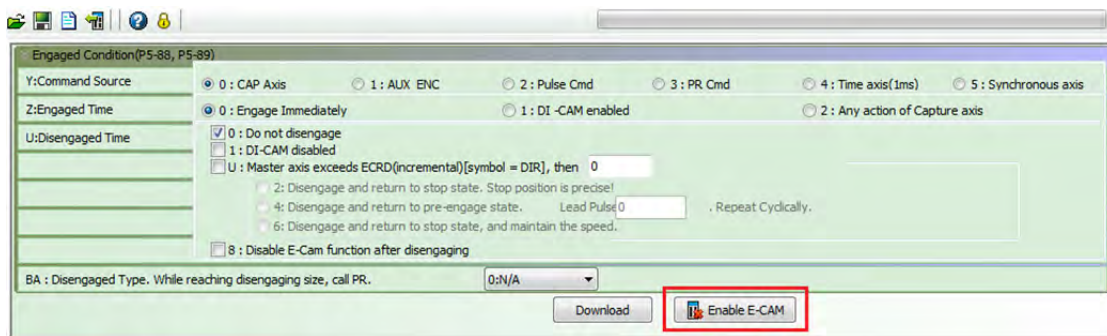 Engaged Condition(P5-88, P5-89)
Y:Command Source 0 : CAP Axis 1 : AUX ENC 2 : Pulse Cmd 3 : PR Cmd 4 : Time axis(1ms) 5 : Synchronous axis
Z:Engaged Time 0 : Engage Immediately 1 : DI -CAM enabled 2 : Any action of Capture axis
U:Disengaged Time 0 : Do not disengage
1 : DI-CAM disabled
U : Master axis exceeds ECRD(incremental)[symbol = DIR], then 0
2: Disengage and return to stop state. Stop position is precise!
4: Disengage and return to pre-engage state. Lead Pulse 0 . Repeat Cyclically.
6: Disengage and return to stop state, and maintain the speed.
8 : Disable E-Cam function after disengaging
BA : Disengaged Type. While reaching disengaging size, call PR. 0:N/A
Download Enable E-CAM